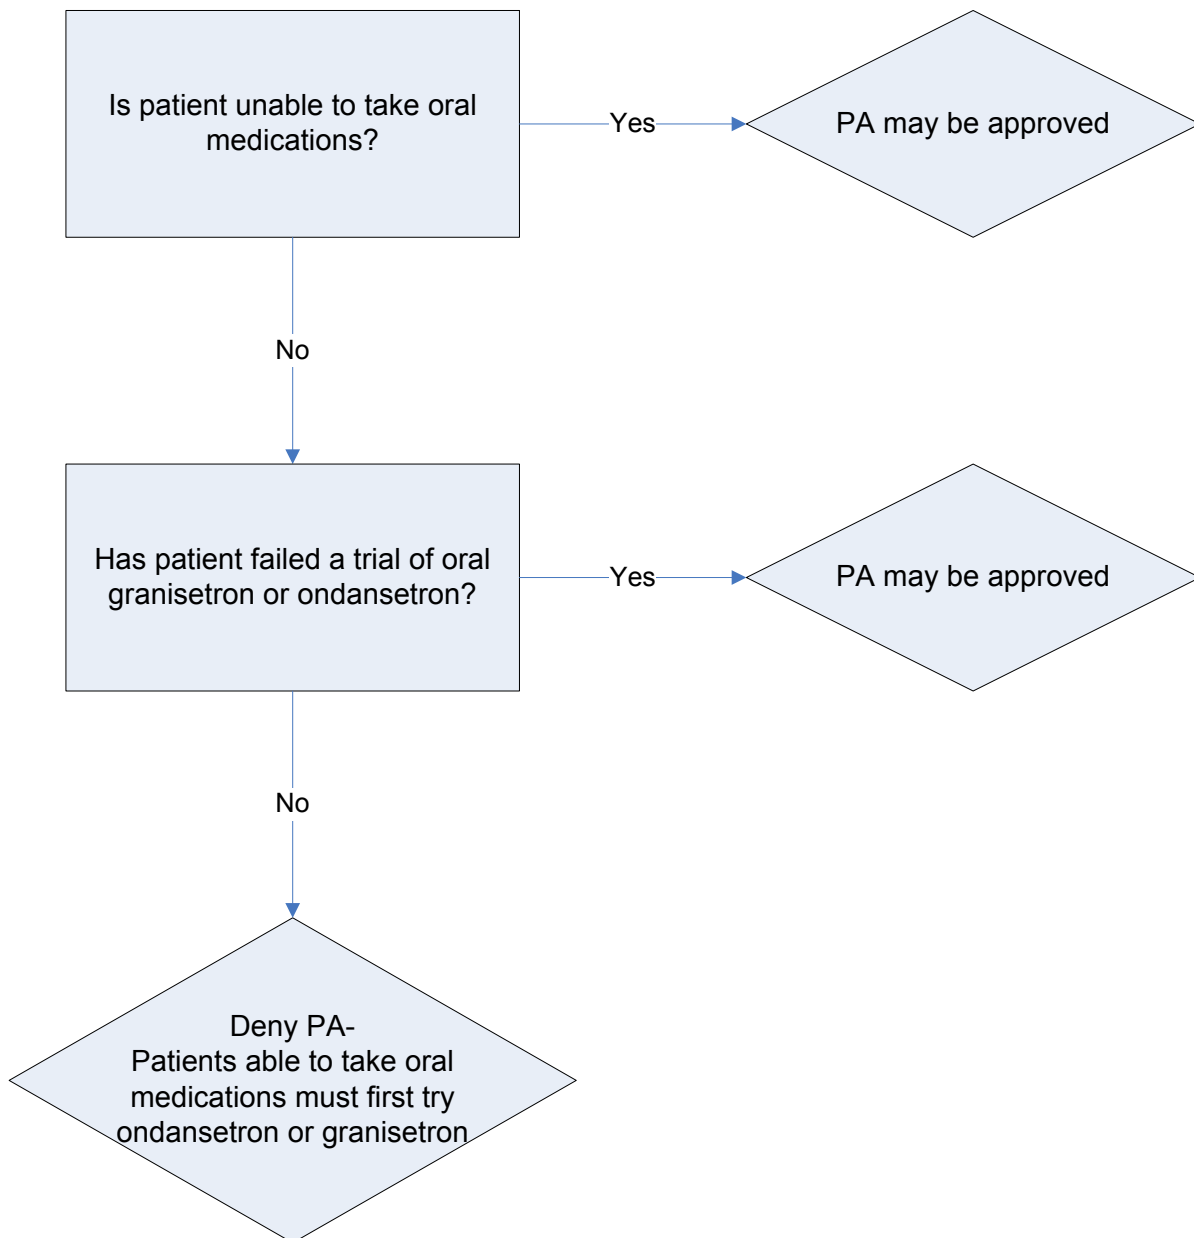 Is patient unable to take oral
medications?
Yes
PA may be approved
No
Has patient failed a trial of oral
granisetron or ondansetron?
Yes
PA may be approved
No
Deny PA-
Patients able to take oral
medications must first try
ondansetron or granisetron